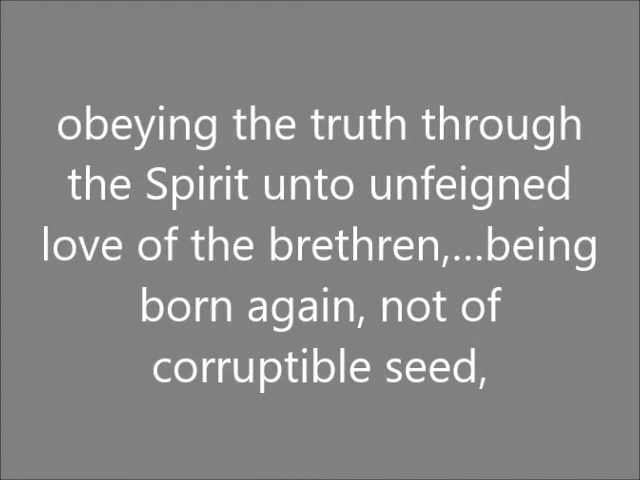 obeying the truth through
the Spirit unto unfeigned
love of the brethren,...being
born again, not of
corruptible seed,